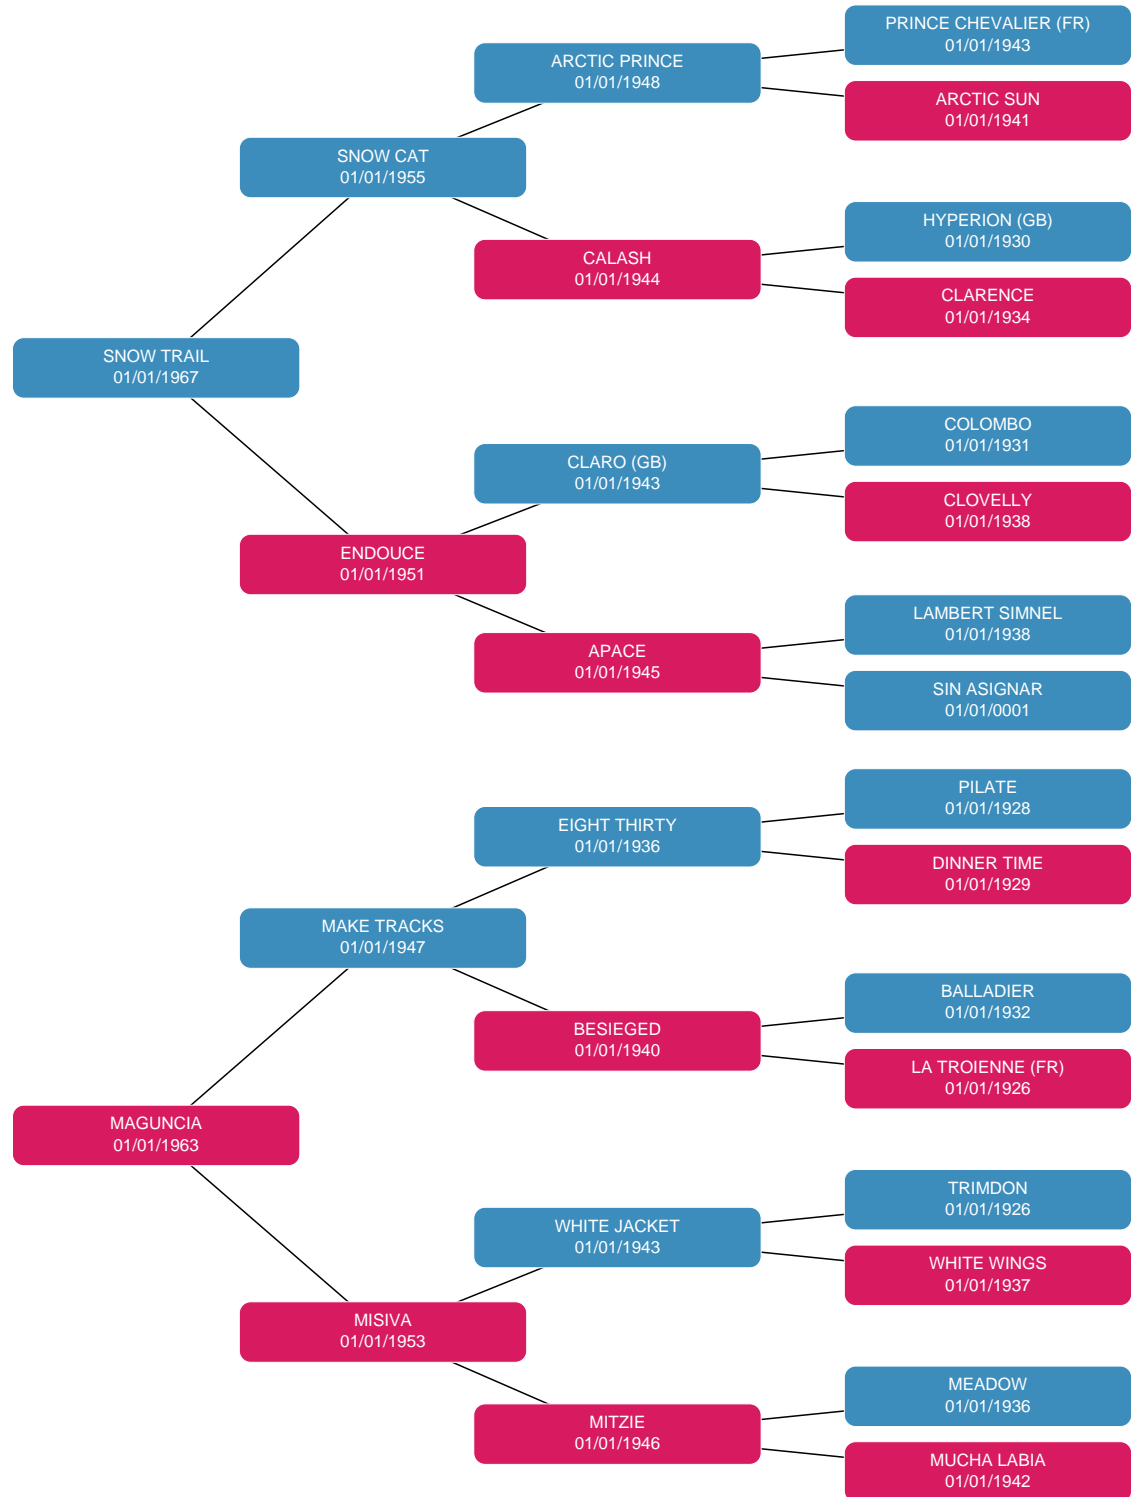 PRINCE CHEVALIER (FR)
01/01/1943
ARCTIC PRINCE
01/01/1948
ARCTIC SUN
01/01/1941
SNOW CAT
01/01/1955
HYPERION (GB)
01/01/1930
CALASH
01/01/1944
CLARENCE
01/01/1934
SNOW TRAIL
01/01/1967
COLOMBO
01/01/1931
CLARO (GB)
01/01/1943
CLOVELLY
01/01/1938
ENDOUCE
01/01/1951
LAMBERT SIMNEL
01/01/1938
APACE
01/01/1945
SIN ASIGNAR
01/01/0001
PILATE
01/01/1928
EIGHT THIRTY
01/01/1936
DINNER TIME
01/01/1929
MAKE TRACKS
01/01/1947
BALLADIER
01/01/1932
BESIEGED
01/01/1940
LA TROIENNE (FR)
01/01/1926
MAGUNCIA
01/01/1963
TRIMDON
01/01/1926
WHITE JACKET
01/01/1943
WHITE WINGS
01/01/1937
MISIVA
01/01/1953
MEADOW
01/01/1936
MITZIE
01/01/1946
MUCHA LABIA
01/01/1942